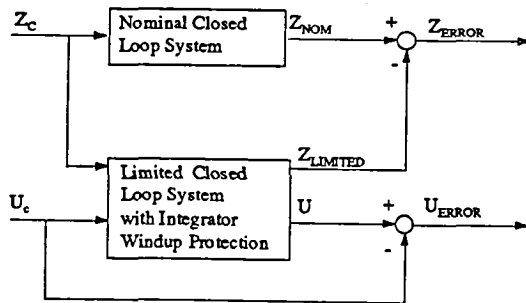 Z_C
Nominal Closed
Loop System
Z_NOM
+
-
Z_ERROR
Limited Closed
Loop System
with Integrator
Windup Protection
Z_LIMITED
U_c
U
+
-
U_ERROR